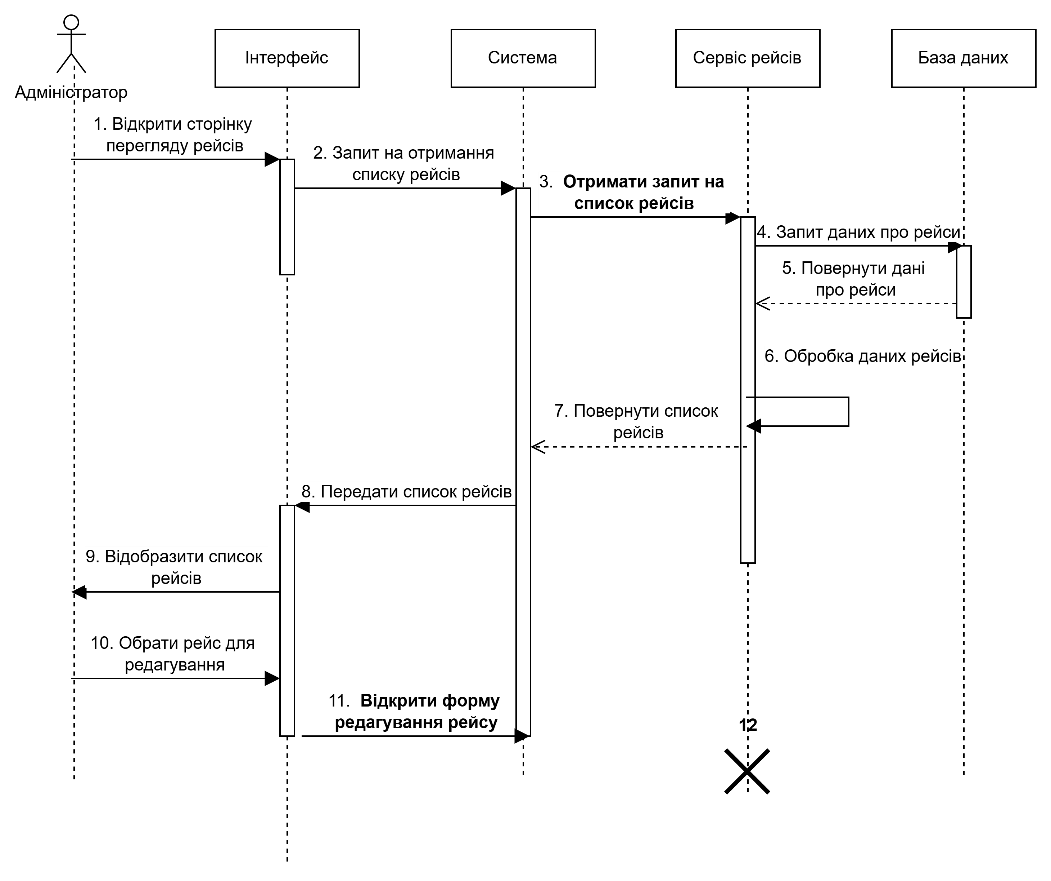 Адміністратор
Інтерфейс
Система
Сервіс рейсів
База даних
1. Відкрити сторінку
перегляду рейсів
2. Запит на отримання
списку рейсів
3. Отримати запит на
список рейсів
4. Запит даних про рейси
5. Повернути дані
про рейси
6. Обробка даних рейсів
7. Повернути список
рейсів
8. Передати список рейсів
9. Відобразити список
рейсів
10. Обрати рейс для
редагування
11. Відкрити форму
редагування рейсу
12